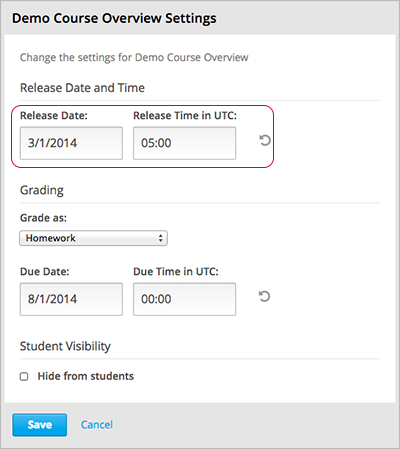 Demo Course Overview Settings
Change the settings for Demo Course Overview
Release Date and Time
Release Date: Release Time in UTC:
3/1/2014 05:00
Grading
Grade as:
Homework
Due Date: Due Time in UTC:
8/1/2014 00:00
Student Visibility
Hide from students
Save Cancel